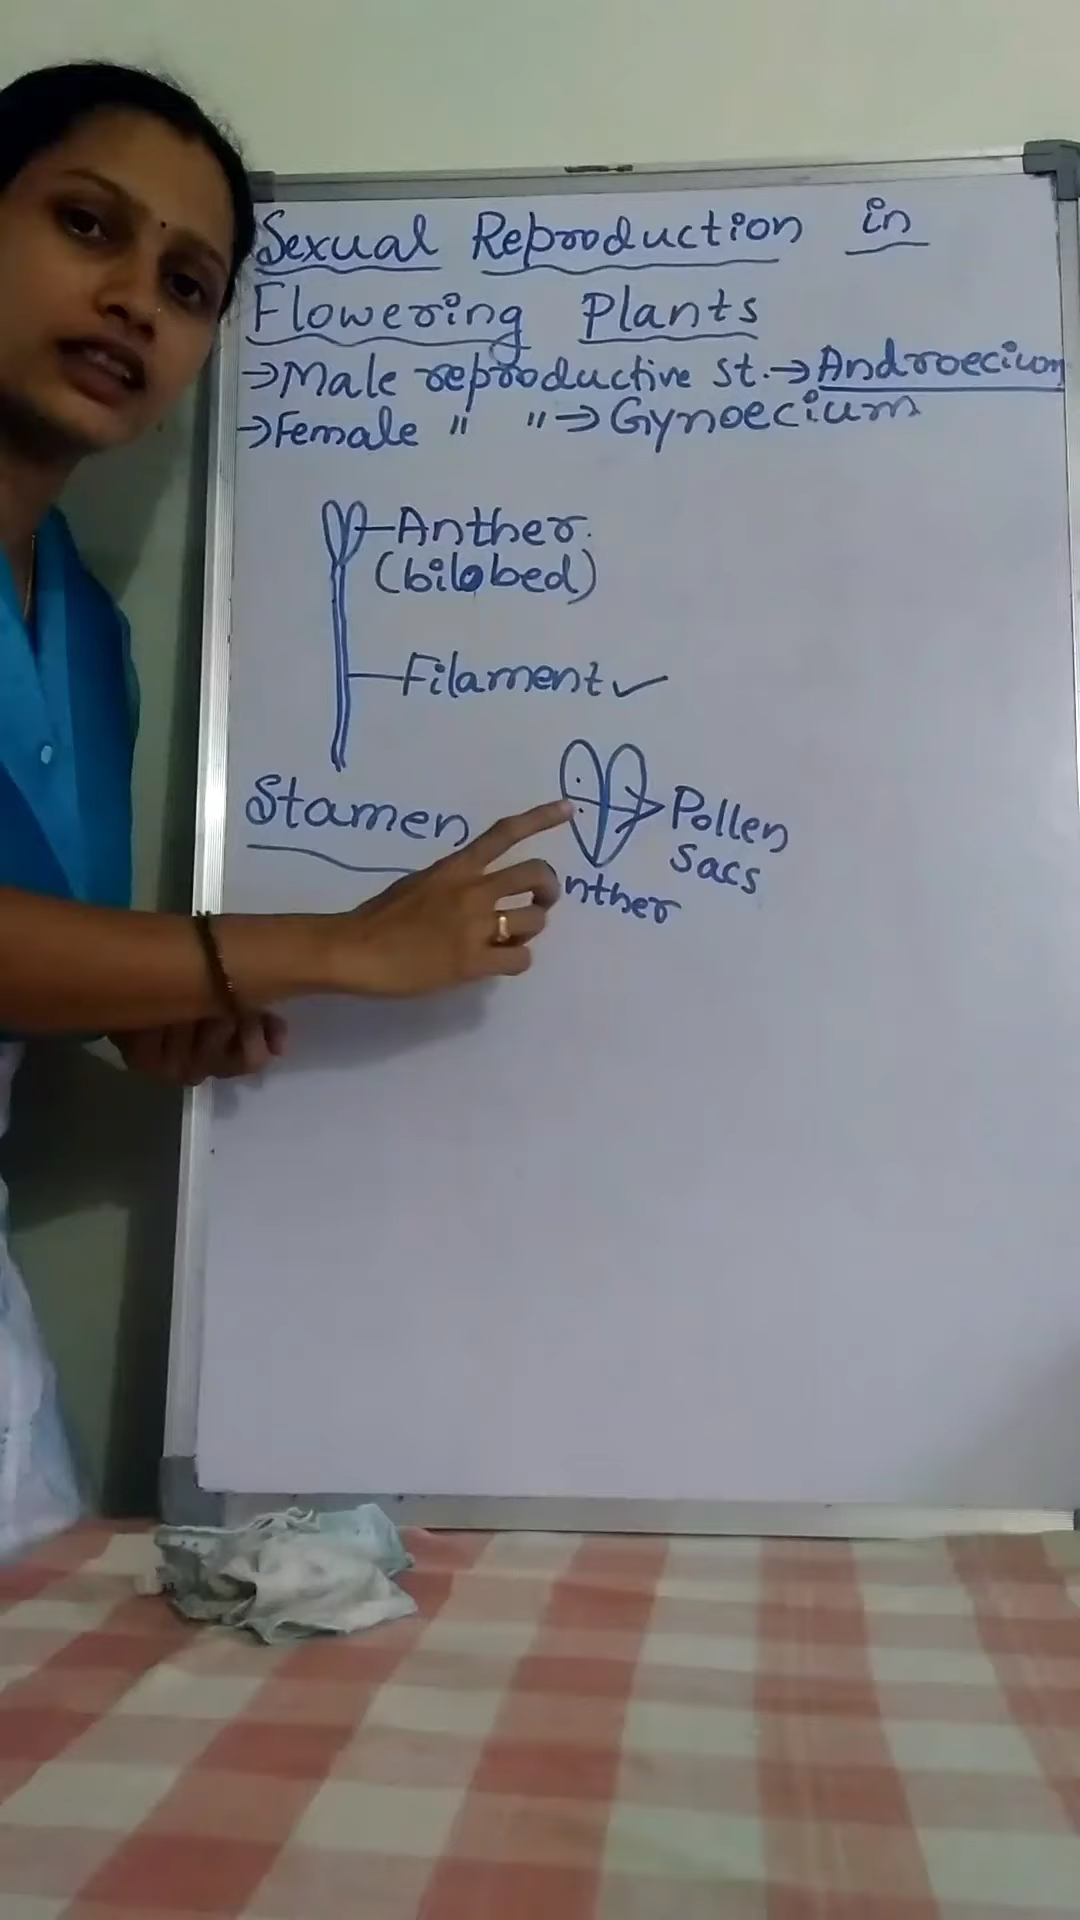 Sexual Reproduction in
Flowering Plants
→Male reproductive st.→Androecium
→Female " " →Gynoecium
Anther.
(bilobed)
Filament✓
Stamen
Pollen
sacs
nther